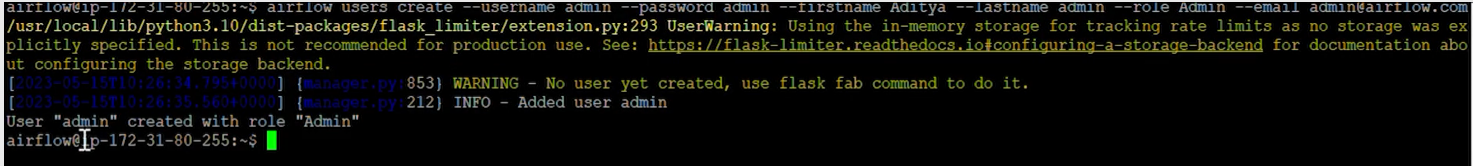 airflow@ip-172-31-80-255:~$ airflow users create --username admin --password admin --firstname Aditya --lastname admin --role Admin --email admin@airflow.com
/usr/local/lib/python3.10/dist-packages/flask_limiter/extension.py:293 UserWarning: Using the in-memory storage for tracking rate limits as no storage was ex
plicitly specified. This is not recommended for production use. See: https://flask-limiter.readthedocs.io#configuring-a-storage-backend for documentation abo
ut configuring the storage backend.
[2023-05-15T10:26:34.795+0000] {manager.py:853} WARNING - No user yet created, use flask fab command to do it.
[2023-05-15T10:26:35.560+0000] {manager.py:212} INFO - Added user admin
User "admin" created with role "Admin"
airflow@ip-172-31-80-255:~$